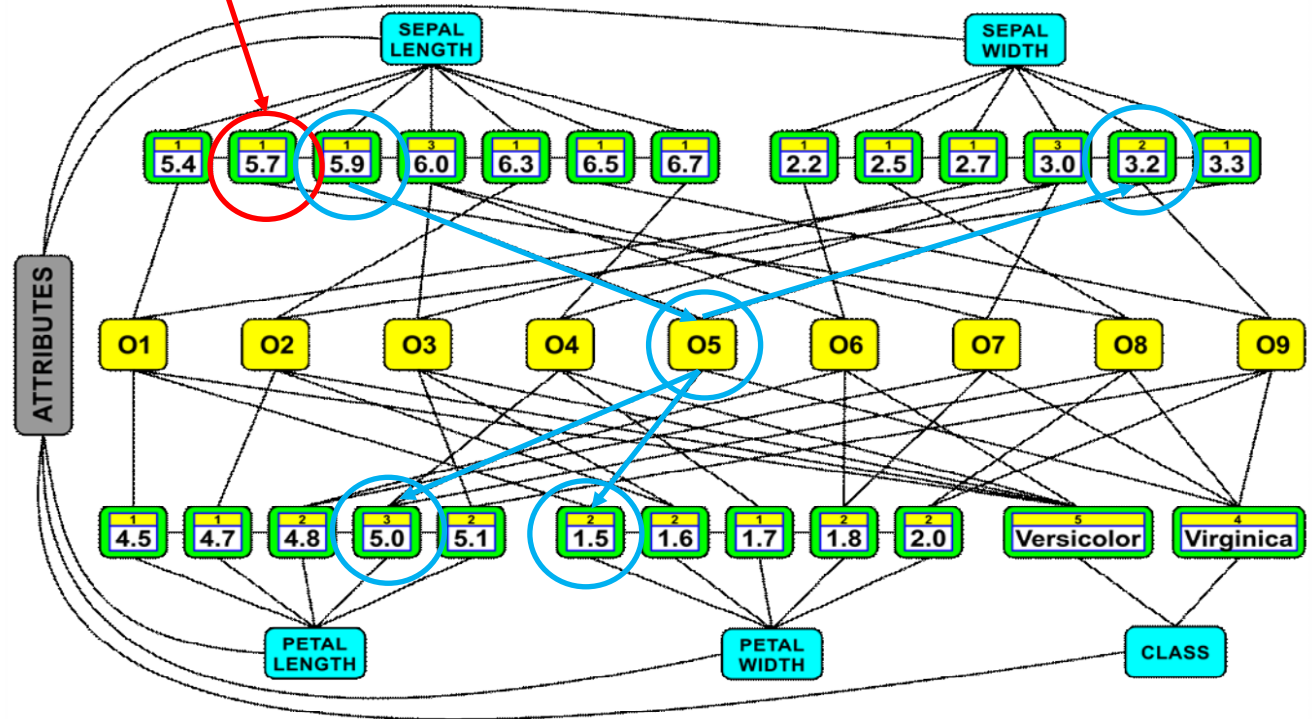 SEPAL
LENGTH
SEPAL
WIDTH
1 1 1 3 1 1 1 1 1 1 3 2 1
5.4 5.7 5.9 6.0 6.3 6.5 6.7 2.2 2.5 2.7 3.0 3.2 3.3
ATTRIBUTES
O1 O2 O3 O4 O5 O6 O7 O8 O9
1 1 2 3 2 2 2 1 2 2 5 4
4.5 4.7 4.8 5.0 5.1 1.5 1.6 1.7 1.8 2.0 Versicolor Virginica
PETAL
LENGTH
PETAL
WIDTH
CLASS